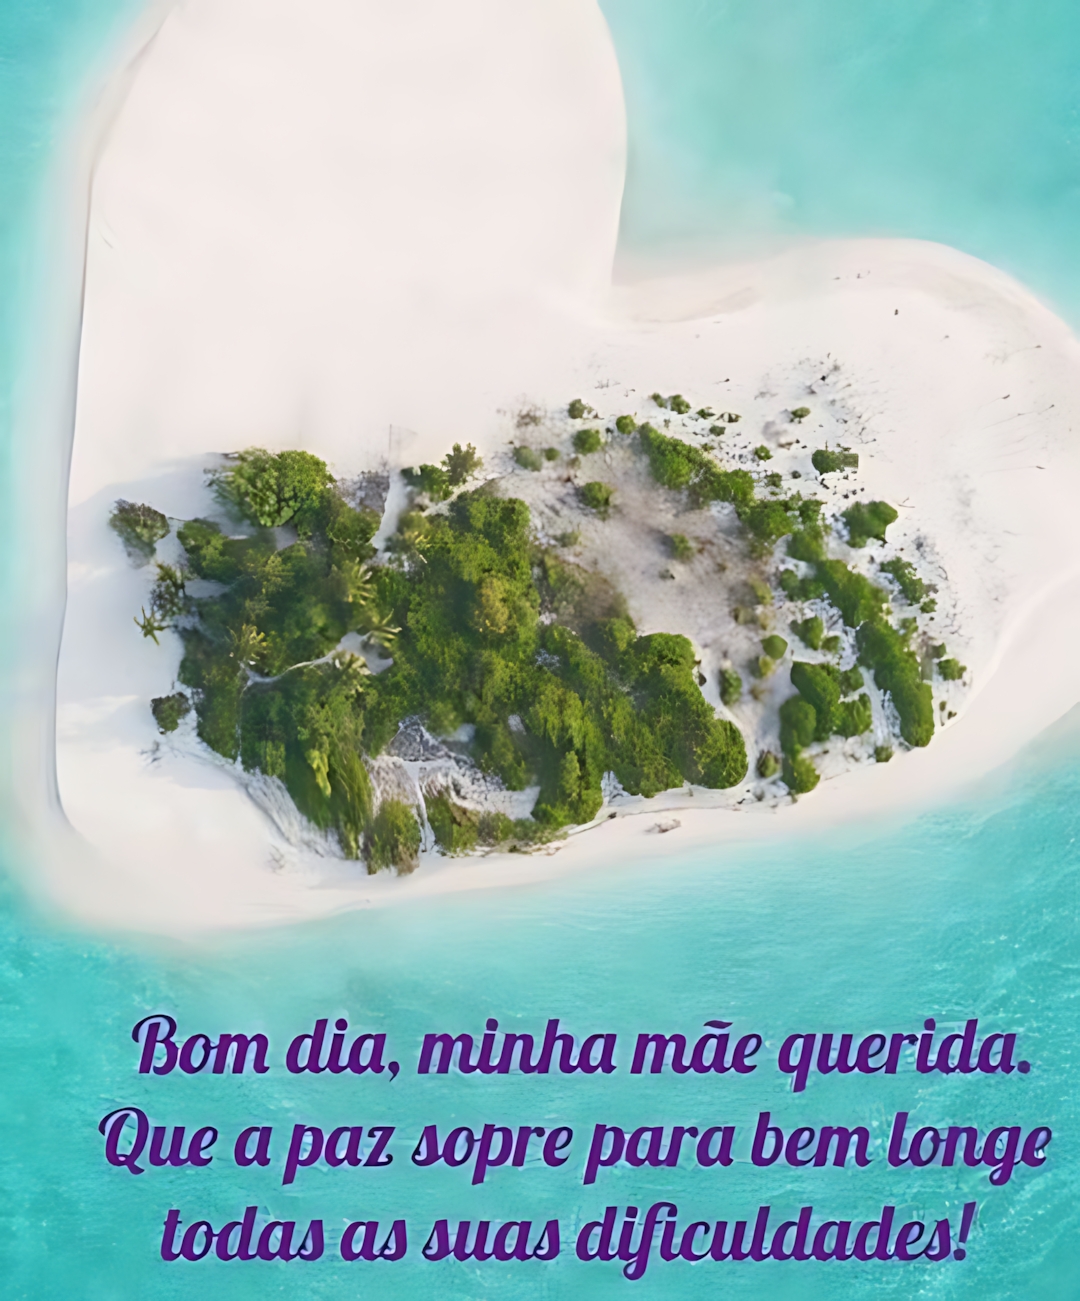 Bom dia, minha mãe querida.
Que a paz sopre para bem longe
todas as suas dificuldades!